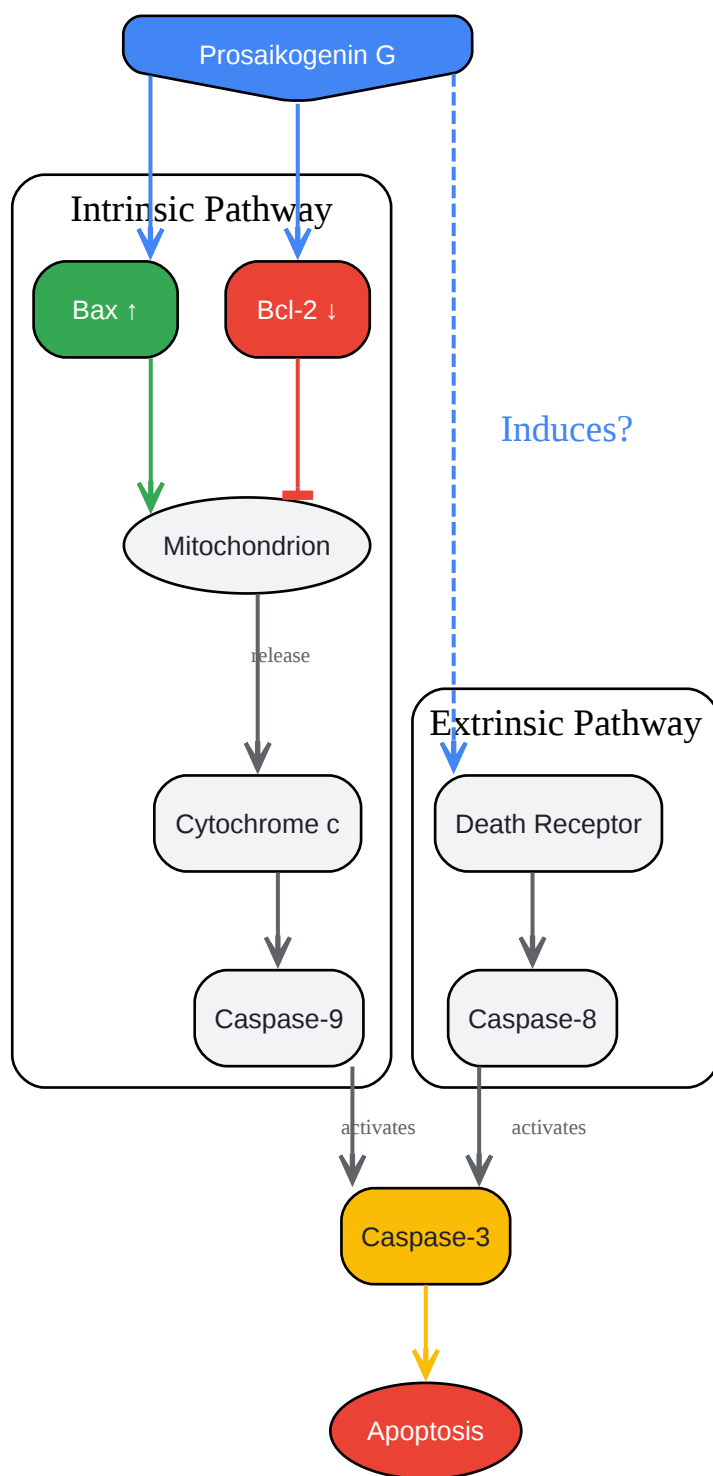 Prosaikogenin G
Intrinsic Pathway
Bax ↑
Bcl-2 ↓
Induces?
Mitochondrion
release
Extrinsic Pathway
Cytochrome c
Death Receptor
Caspase-9
Caspase-8
activates
activates
Caspase-3
Apoptosis